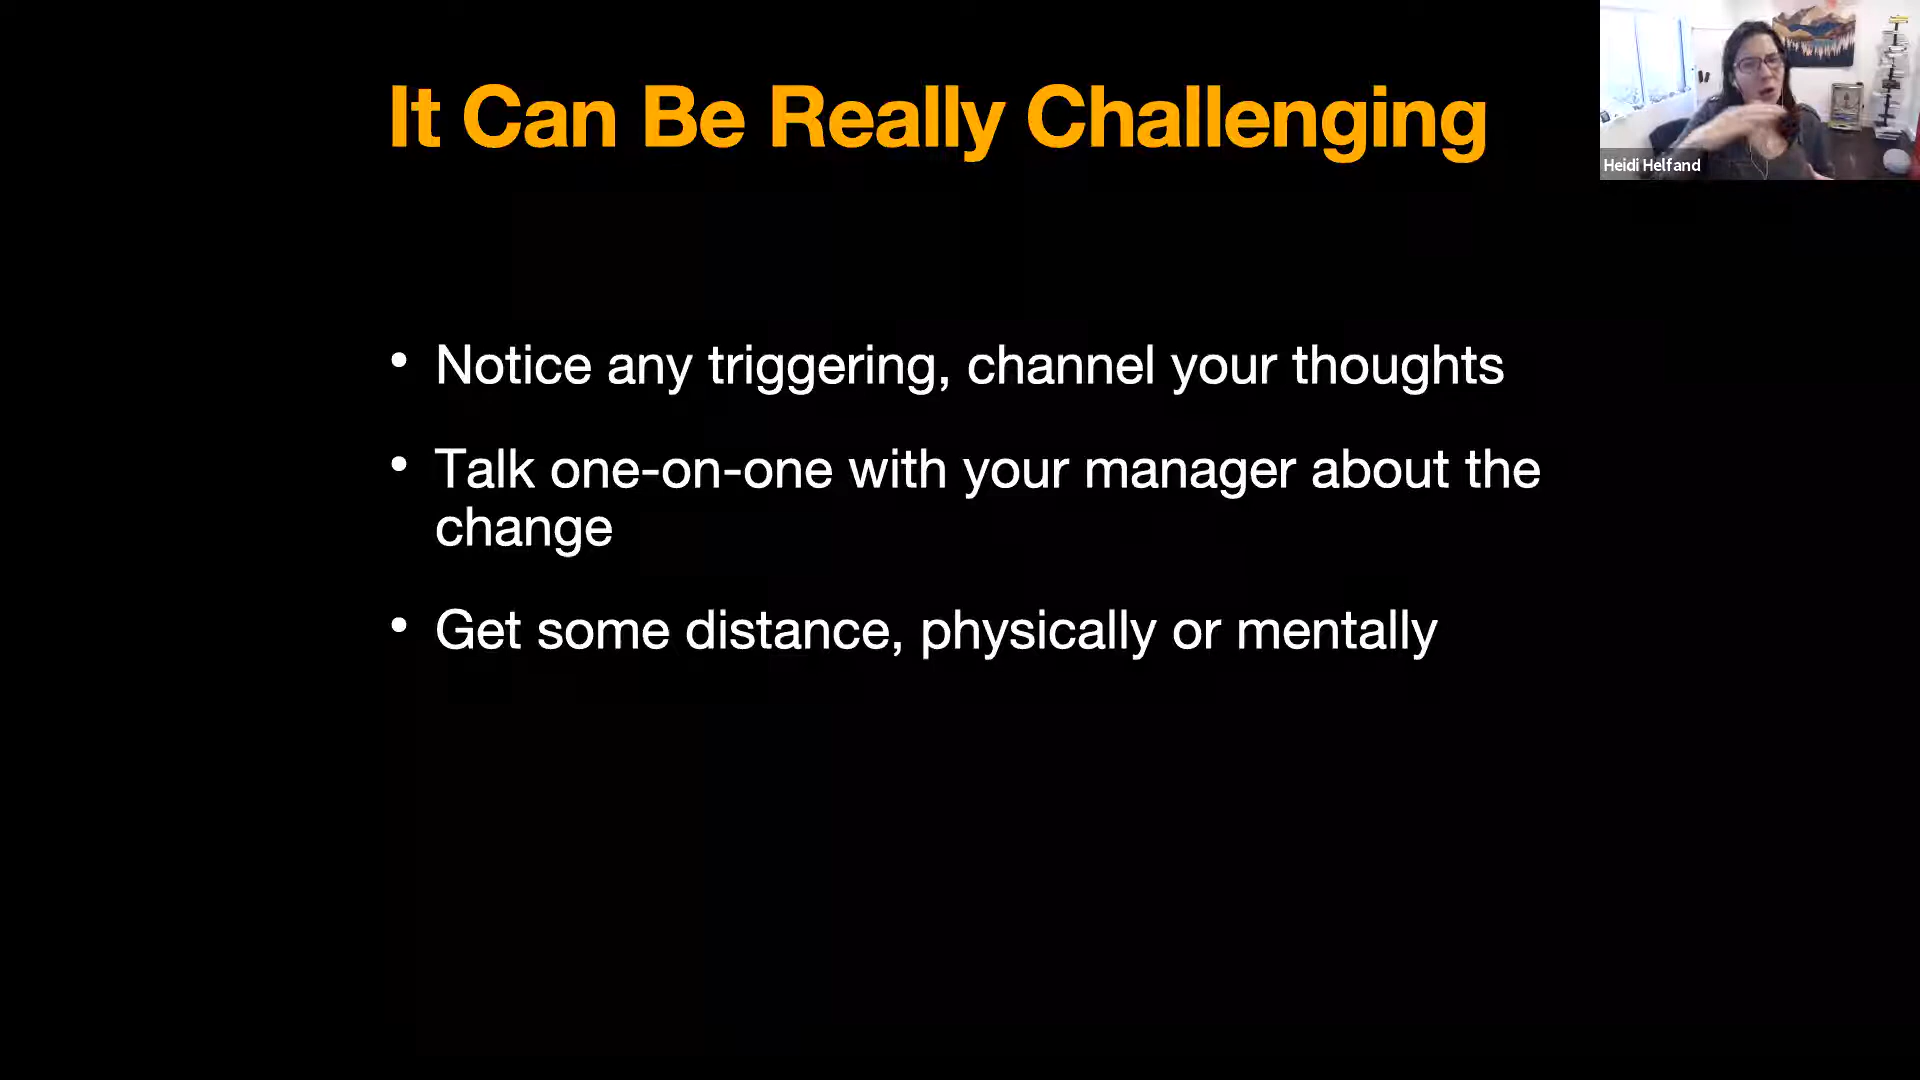 It Can Be Really Challenging
Heidi Helfand
• Notice any triggering, channel your thoughts
• Talk one-on-one with your manager about the
change
• Get some distance, physically or mentally